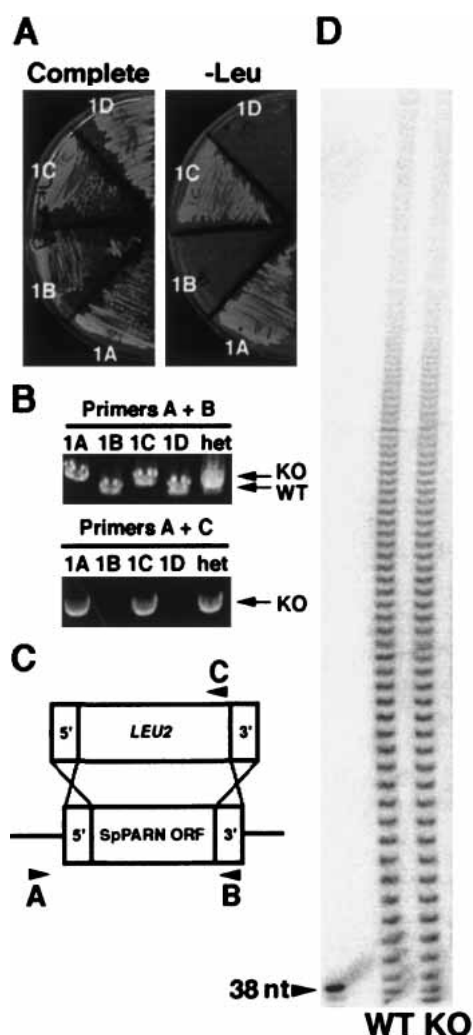 A
Complete
-Leu
1D
1C
1B
1A
1D
1C
1B
1A
B
Primers A + B
1A 1B 1C 1D het
KO
WT
Primers A + C
1A 1B 1C 1D het
KO
C
C
5' LEU2 3'
5' SpPARN ORF 3'
A
B
D
38 nt
WT KO